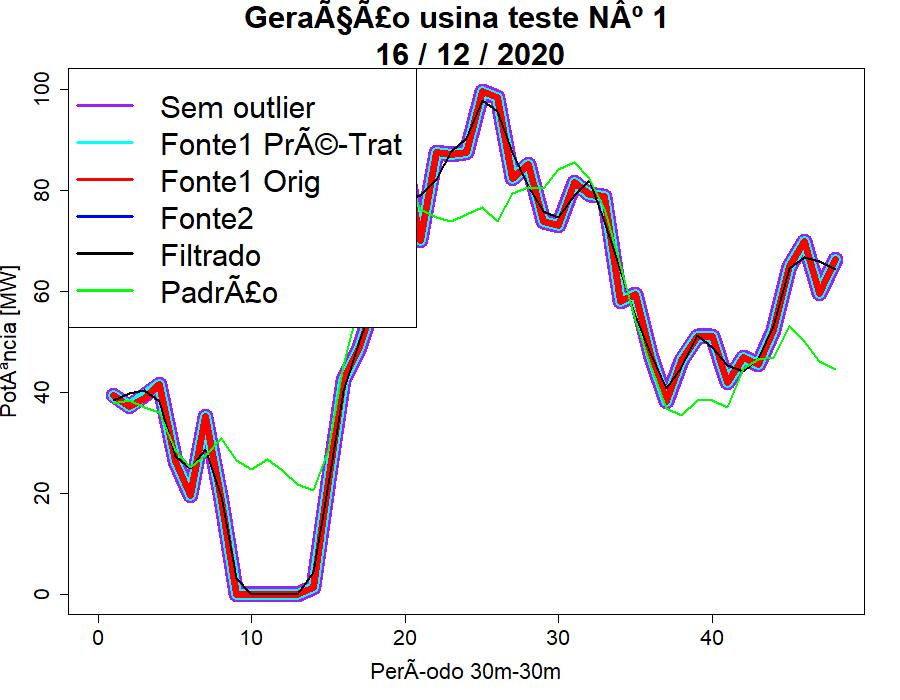 GeraÃ§Ã£o usina teste NÂº 1
16 / 12 / 2020
Sem outlier
Fonte1 PrÃ©-Trat
Fonte1 Orig
Fonte2
Filtrado
PadrÃ£o
PotÃªncia [MW]
100
80
60
40
20
0
0 10 20 30 40
PerÃ-odo 30m-30m